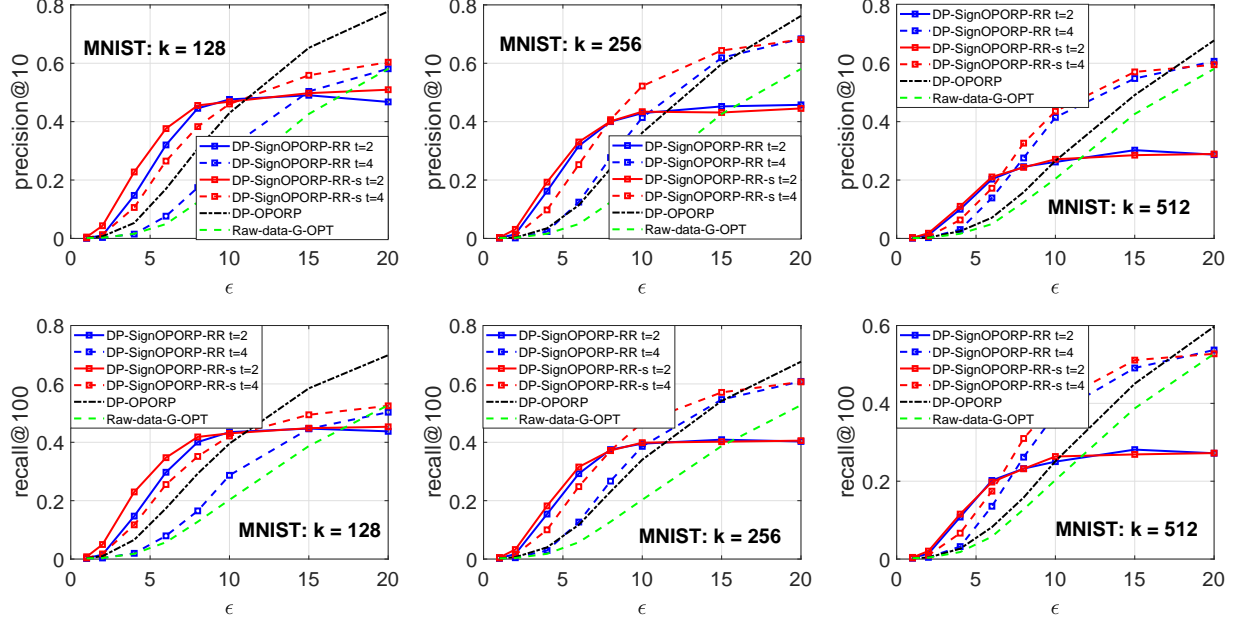 precision@10
0.8
0.6
0.4
0.2
0
MNIST: k = 128
DP-SignOPORP-RR t=2
DP-SignOPORP-RR t=4
DP-SignOPORP-RR-s t=2
DP-SignOPORP-RR-s t=4
DP-OPORP
Raw-data-G-OPT
0 5 10 15 20
ϵ
precision@10
0.8
0.6
0.4
0.2
0
MNIST: k = 256
DP-SignOPORP-RR t=2
DP-SignOPORP-RR t=4
DP-SignOPORP-RR-s t=2
DP-SignOPORP-RR-s t=4
DP-OPORP
Raw-data-G-OPT
0 5 10 15 20
ϵ
precision@10
0.8
0.6
0.4
0.2
0
DP-SignOPORP-RR t=2
DP-SignOPORP-RR t=4
DP-SignOPORP-RR-s t=2
DP-SignOPORP-RR-s t=4
DP-OPORP
Raw-data-G-OPT
MNIST: k = 512
0 5 10 15 20
ϵ
recall@100
0.8
0.6
0.4
0.2
0
DP-SignOPORP-RR t=2
DP-SignOPORP-RR t=4
DP-SignOPORP-RR-s t=2
DP-SignOPORP-RR-s t=4
DP-OPORP
Raw-data-G-OPT
MNIST: k = 128
0 5 10 15 20
ϵ
recall@100
0.8
0.6
0.4
0.2
0
DP-SignOPORP-RR t=2
DP-SignOPORP-RR t=4
DP-SignOPORP-RR-s t=2
DP-SignOPORP-RR-s t=4
DP-OPORP
Raw-data-G-OPT
MNIST: k = 256
0 5 10 15 20
ϵ
recall@100
0.6
0.4
0.2
0
DP-SignOPORP-RR t=2
DP-SignOPORP-RR t=4
DP-SignOPORP-RR-s t=2
DP-SignOPORP-RR-s t=4
DP-OPORP
Raw-data-G-OPT
MNIST: k = 512
0 5 10 15 20
ϵ